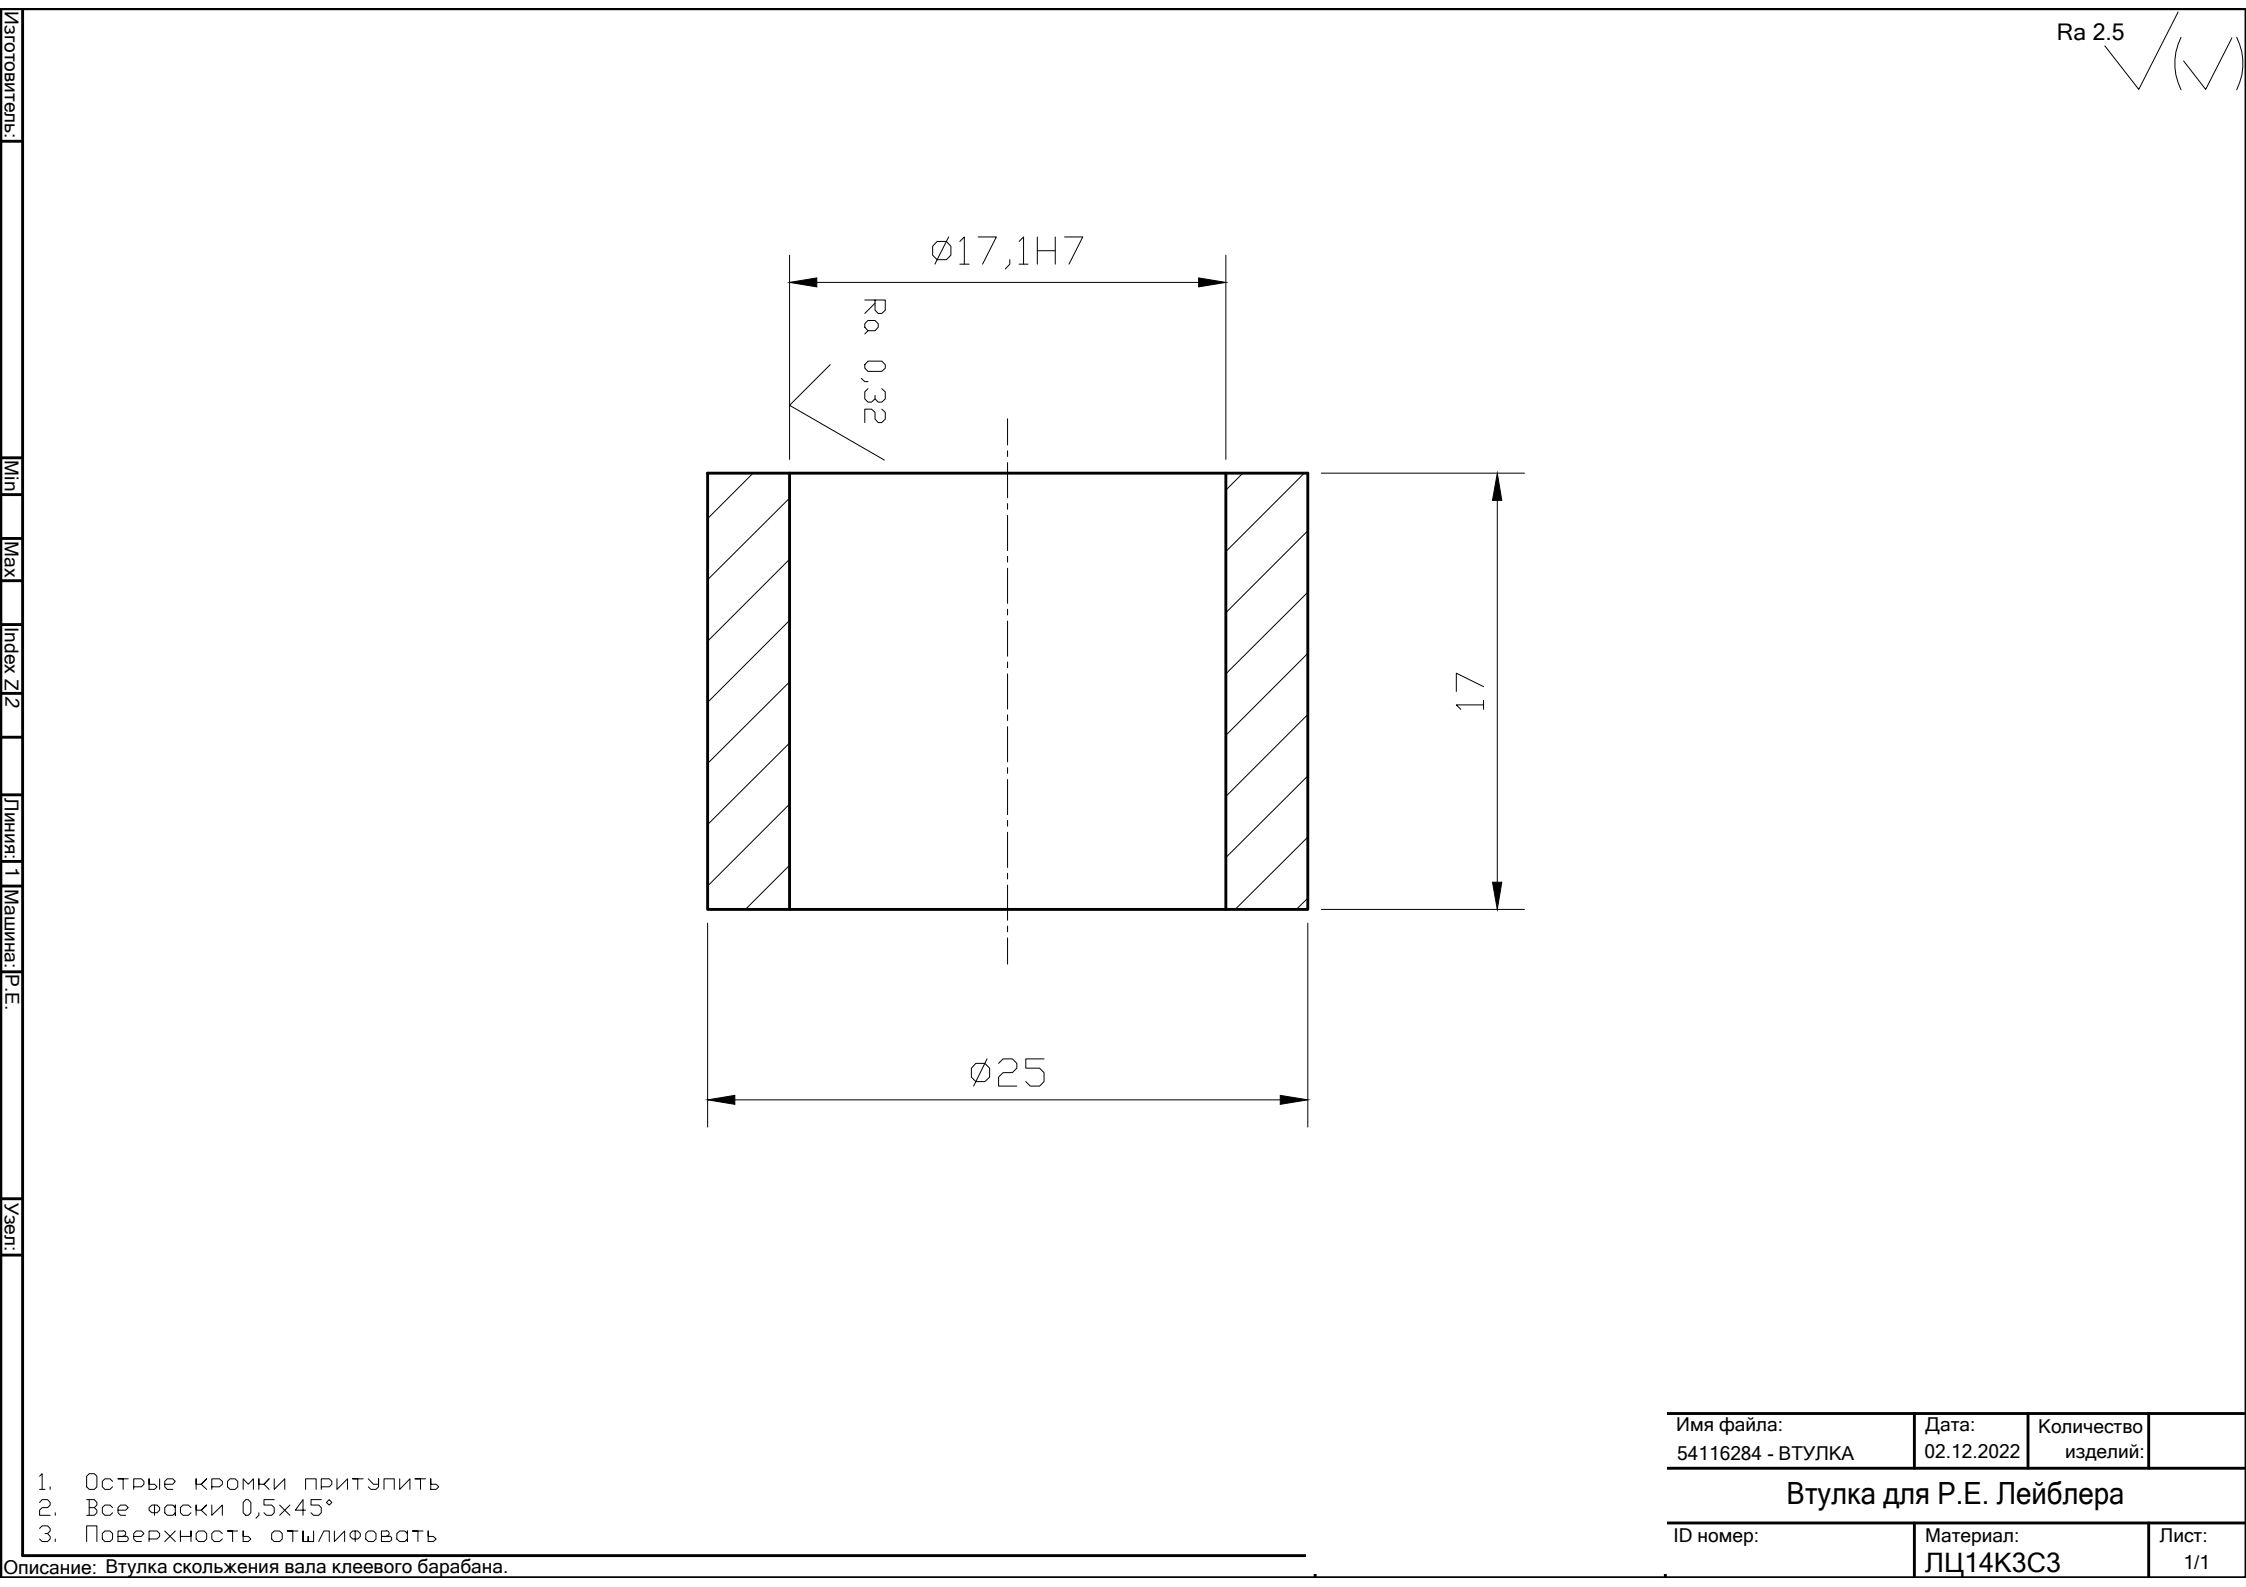 Ra 2.5
Изготовитель:
Min
Max
Index Z
2
Линия:
1
Машина:
P.E.
Узел:
Ø17,1H7
Ra 0,32
17
Ø25
1. Острые кромки притупить
2. Все фаски 0,5x45°
3. Поверхность отшлифовать
Описание: Втулка скольжения вала клеевого барабана.
Имя файла:
54116284 - ВТУЛКА
Дата:
02.12.2022
Количество
изделий:
Втулка для P.E. Лейблера
ID номер:
Материал:
ЛЦ14К3С3
Лист:
1/1